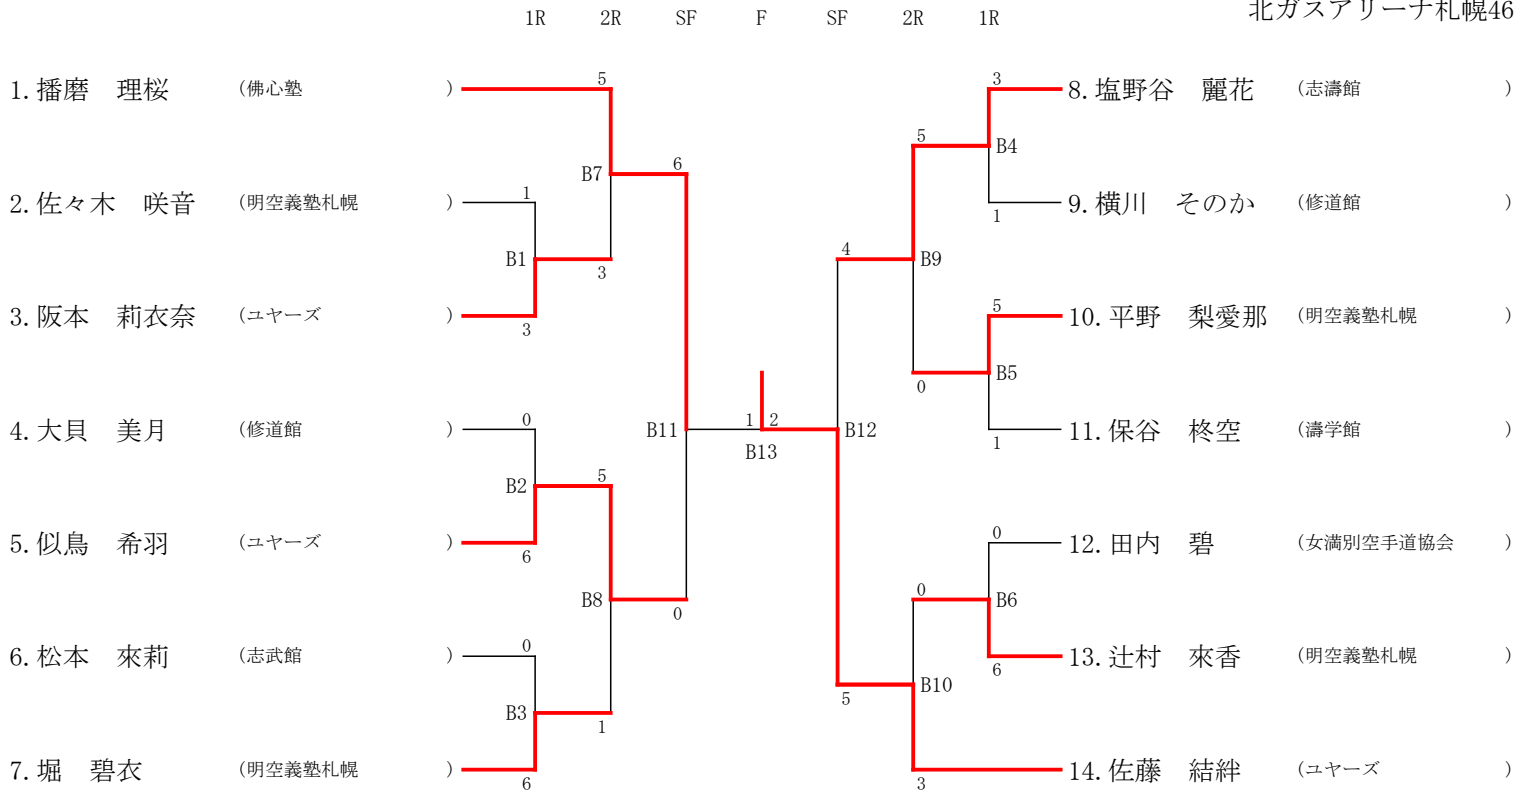 北ガスアリーナ札幌46
1R 2R SF F SF 2R 1R
1.播磨　理桜 (佛心塾 )
2.佐々木　咲音 (明空義塾札幌 )
3.阪本　莉衣奈 (ユヤーズ )
4.大貝　美月 (修道館 )
5.似鳥　希羽 (ユヤーズ )
6.松本　來莉 (志武館 )
7.堀　碧衣 (明空義塾札幌 )
5
B7
6
1
B1
3
3
0
B2
5
6
B11
B8
0
0
B3
1
6
1 2
B13
8.塩野谷　麗花 (志濤館 )
9.横川　そのか (修道館 )
10.平野　梨愛那 (明空義塾札幌 )
11.保谷　柊空 (濤学館 )
12.田内　碧 (女満別空手道協会 )
13.辻村　來香 (明空義塾札幌 )
14.佐藤　結絆 (ユヤーズ )
3
5
B4
1
4
B9
5
0
B5
1
B12
0
0
B6
6
5
B10
3